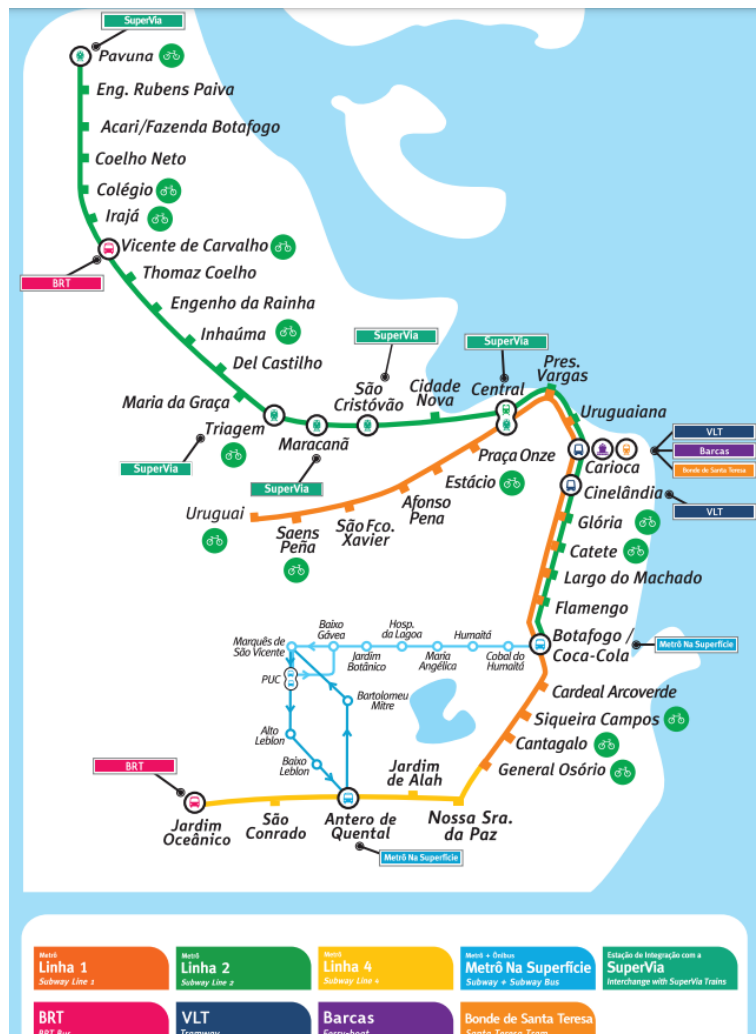 SuperVia
Pavuna
Eng. Rubens Paiva
Acari/Fazenda Botafogo
Coelho Neto
Colégio
Irajá
Vicente de Carvalho
BRT
Thomaz Coelho
Engenho da Rainha
Inhaúma
Del Castilho
Maria da Graça
Triagem
SuperVia
Maracanã
SuperVia
São
Cristóvão
SuperVia
Cidade
Nova
Central
SuperVia
Pres.
Vargas
Uruguaiana
Carioca
VLT
Barcas
Bonde de Santa Teresa
Cinelândia
VLT
Praça Onze
Estácio
Afonso
Pena
São Fco.
Xavier
Saens
Peña
Uruguai
Glória
Catete
Largo do Machado
Flamengo
Botafogo /
Coca-Cola
Metrô Na Superfície
Cobal do
Humaitá
Humaitá
Maria
Angélica
Hosp.
da Lagoa
Jardim
Botânico
Baixo
Gávea
Marquês de
São Vicente
PUC
Bartolomeu
Mitre
Alto
Leblon
Baixo
Leblon
Cardeal Arcoverde
Siqueira Campos
Cantagalo
General Osório
Nossa Sra.
da Paz
Jardim
de Alah
Antero de
Quental
Metrô Na Superfície
São
Conrado
Jardim
Oceânico
BRT
Metrô
Linha 1
Subway Line 1
Metrô
Linha 2
Subway Line 2
Metrô
Linha 4
Subway Line 4
Metrô + Ônibus
Metrô Na Superfície
Subway + Subway Bus
Estação de Integração com a
SuperVia
Interchange with SuperVia Trains
BRT
BRT Bus
VLT
Tramway
Barcas
Ferry-boat
Bonde de Santa Teresa
Santa Teresa Tram